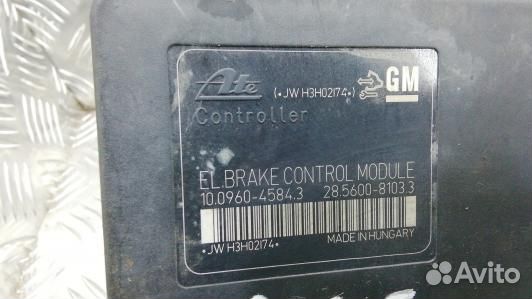 Ate (•JW H3H02174•) GM
Controller
EL.BRAKE CONTROL MODULE
10.0960-4584.3 28.5600-8103.3
•JW H3H02174•
MADE IN HUNGARY
Avito